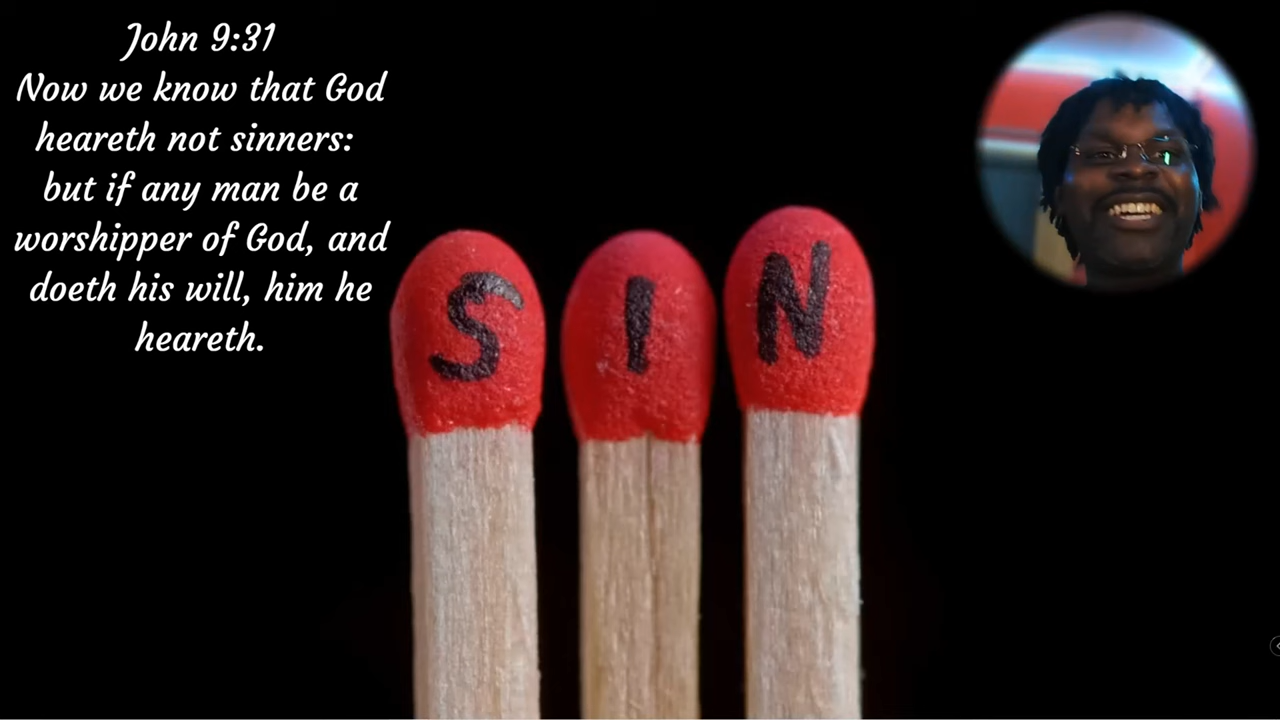 John 9:31
Now we know that God
heareth not sinners:
but if any man be a
worshipper of God, and
doeth his will, him he
heareth.
S I N